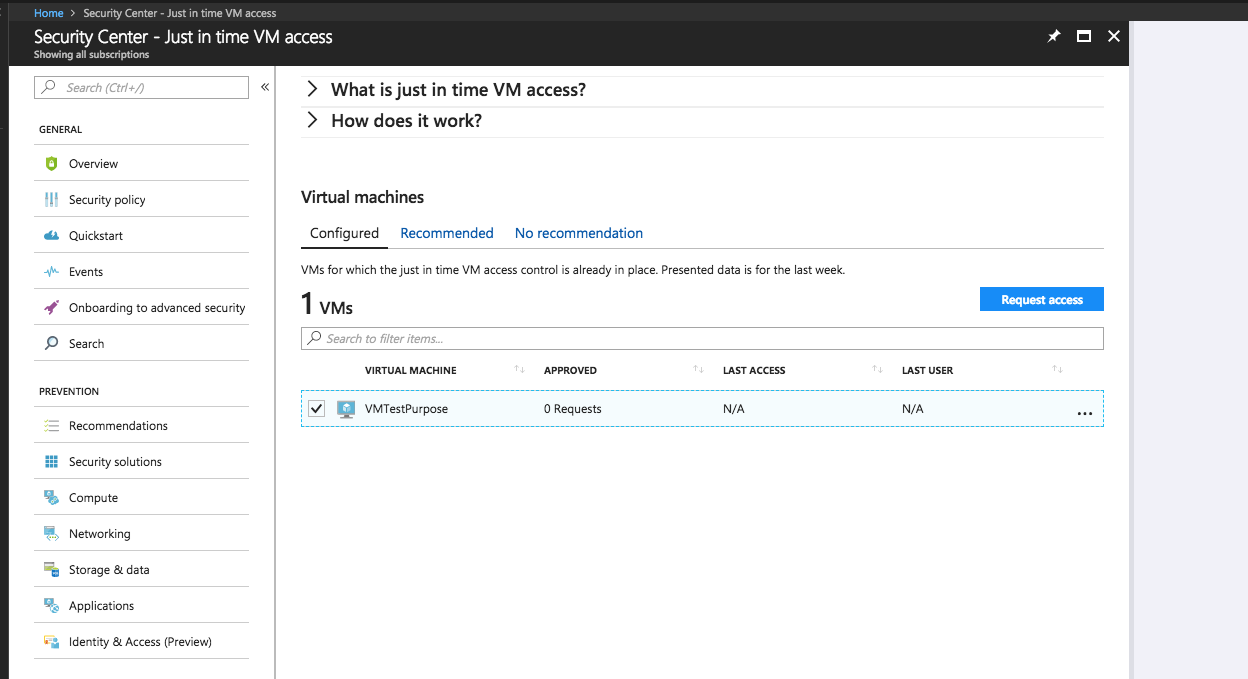 Home > Security Center - Just in time VM access
Security Center - Just in time VM access
Showing all subscriptions
Search (Ctrl+/)
GENERAL
Overview
Security policy
Quickstart
Events
Onboarding to advanced security
Search
PREVENTION
Recommendations
Security solutions
Compute
Networking
Storage & data
Applications
Identity & Access (Preview)
What is just in time VM access?
How does it work?
Virtual machines
Configured Recommended No recommendation
VMs for which the just in time VM access control is already in place. Presented data is for the last week.
1 VMs
Request access
Search to filter items...
VIRTUAL MACHINE APPROVED LAST ACCESS LAST USER
VMTestPurpose 0 Requests N/A N/A ...